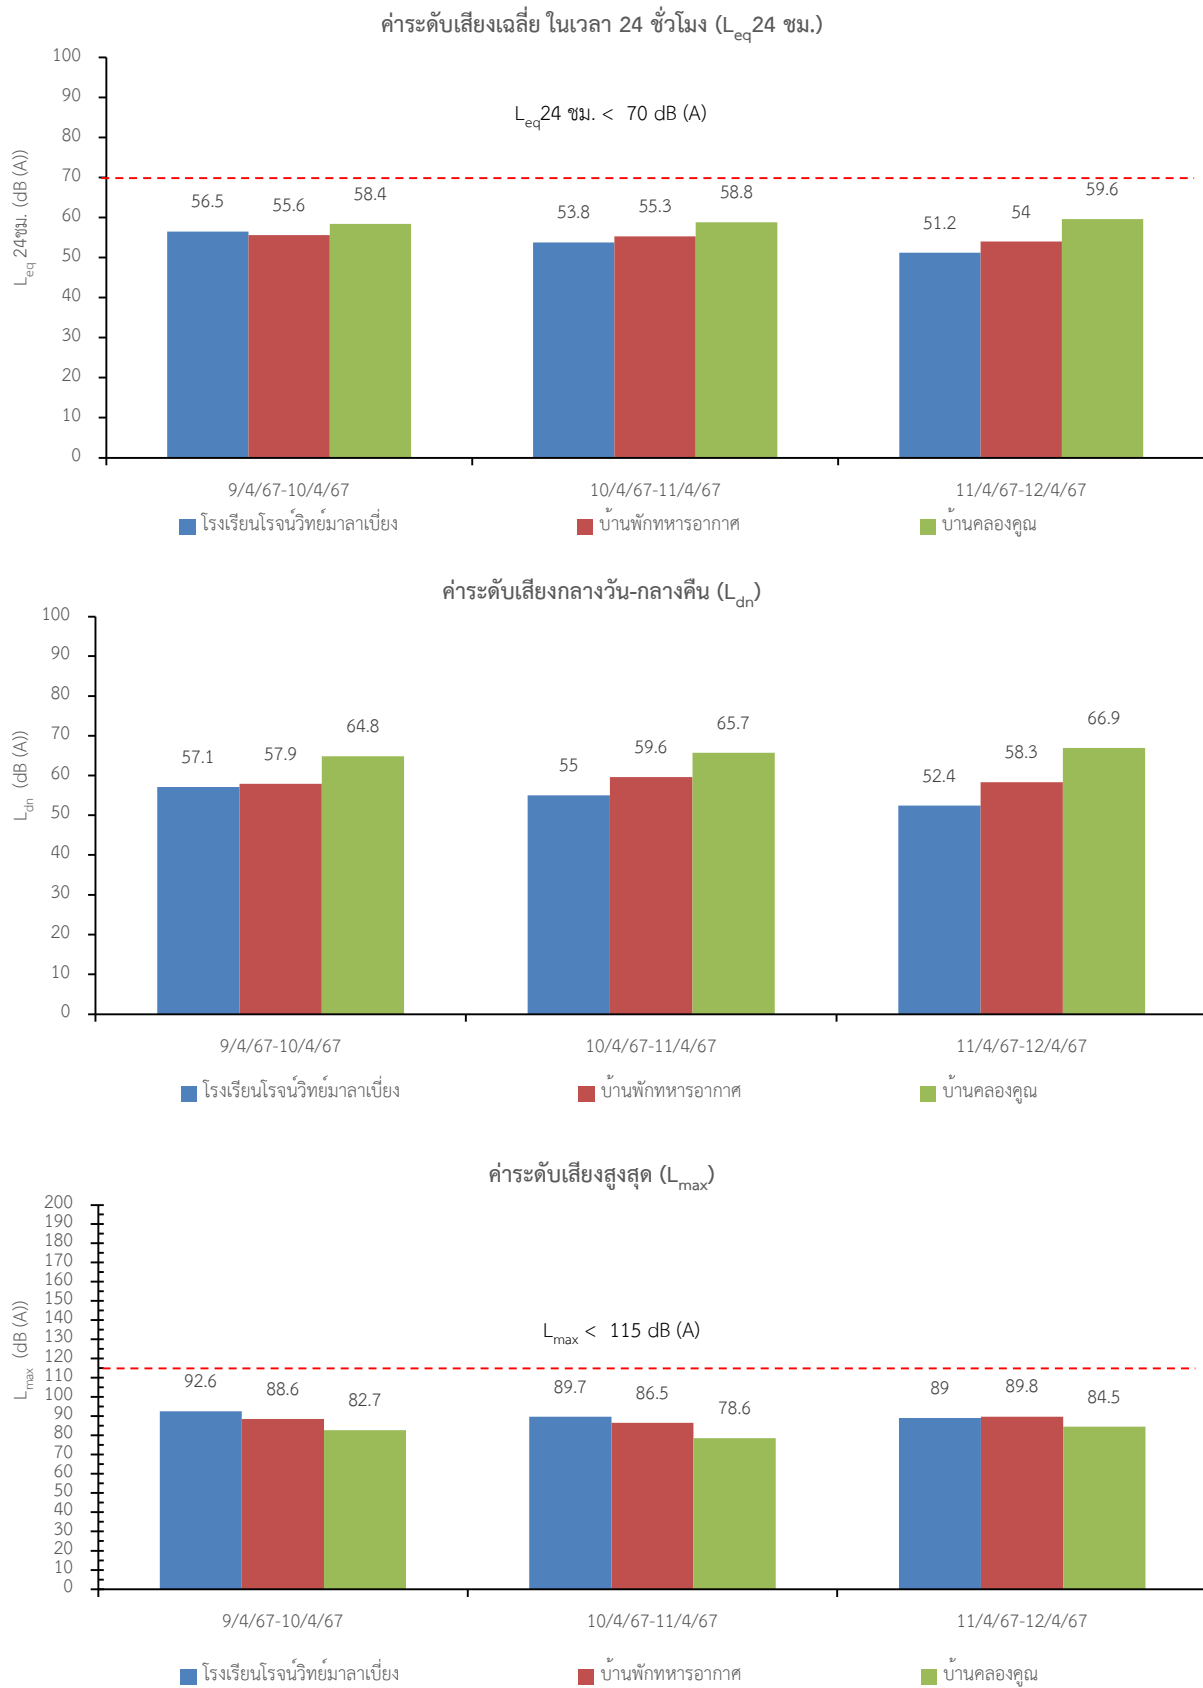 ค่าระดับเสียงเฉลี่ย ในเวลา 24 ชั่วโมง (Leq24 ชม.)
100
90
Leq24 ชม. < 70 dB (A)
80
70
56.5 55.6 58.4 53.8 55.3 58.8 51.2 54 59.6
60
50
40
30
20
10
0
Leq 24ชม. (dB (A))
9/4/67-10/4/67 10/4/67-11/4/67 11/4/67-12/4/67
โรงเรียนโรจน์วิทย์มาลาเบี่ยง บ้านพักทหารอากาศ บ้านคลองคูณ
ค่าระดับเสียงกลางวัน-กลางคืน (Ldn)
100
90
80
70
57.1 57.9 64.8 55 59.6 65.7 52.4 58.3 66.9
60
50
40
30
20
10
0
Ldn (dB (A))
9/4/67-10/4/67 10/4/67-11/4/67 11/4/67-12/4/67
โรงเรียนโรจน์วิทย์มาลาเบี่ยง บ้านพักทหารอากาศ บ้านคลองคูณ
ค่าระดับเสียงสูงสุด (Lmax)
200
190
180
170
160
150
140
Lmax < 115 dB (A)
130
120
110
92.6 88.6 82.7 89.7 86.5 78.6 89 89.8 84.5
100
90
80
70
60
50
40
30
20
10
0
Lmax (dB (A))
9/4/67-10/4/67 10/4/67-11/4/67 11/4/67-12/4/67
โรงเรียนโรจน์วิทย์มาลาเบี่ยง บ้านพักทหารอากาศ บ้านคลองคูณ